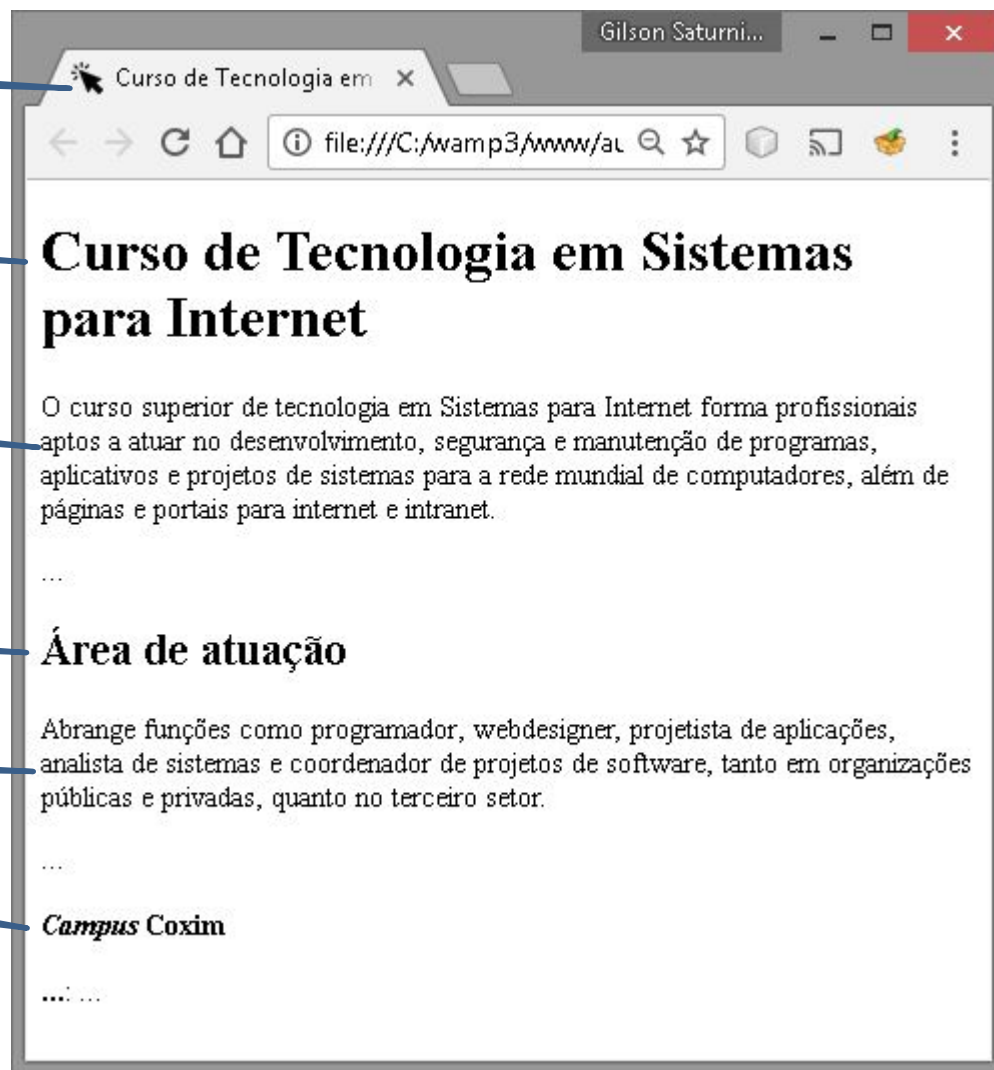 Gilson Saturni...
Curso de Tecnologia em
file:///C:/wamp3/www/au
Curso de Tecnologia em Sistemas
para Internet
O curso superior de tecnologia em Sistemas para Internet forma profissionais
aptos a atuar no desenvolvimento, segurança e manutenção de programas,
aplicativos e projetos de sistemas para a rede mundial de computadores, além de
páginas e portais para internet e intranet.
...
Área de atuação
Abrange funções como programador, webdesigner, projetista de aplicações,
analista de sistemas e coordenador de projetos de software, tanto em organizações
públicas e privadas, quanto no terceiro setor.
...
Campus Coxim
...: ...